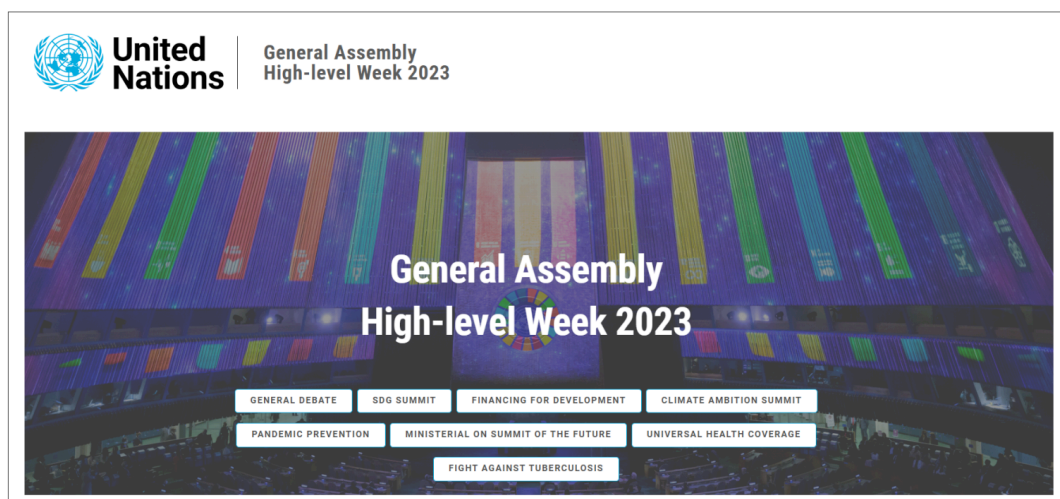 United
Nations
General Assembly
High-level Week 2023
General Assembly
High-level Week 2023
GENERAL DEBATE
SDG SUMMIT
FINANCING FOR DEVELOPMENT
CLIMATE AMBITION SUMMIT
PANDEMIC PREVENTION
MINISTERIAL ON SUMMIT OF THE FUTURE
UNIVERSAL HEALTH COVERAGE
FIGHT AGAINST TUBERCULOSIS